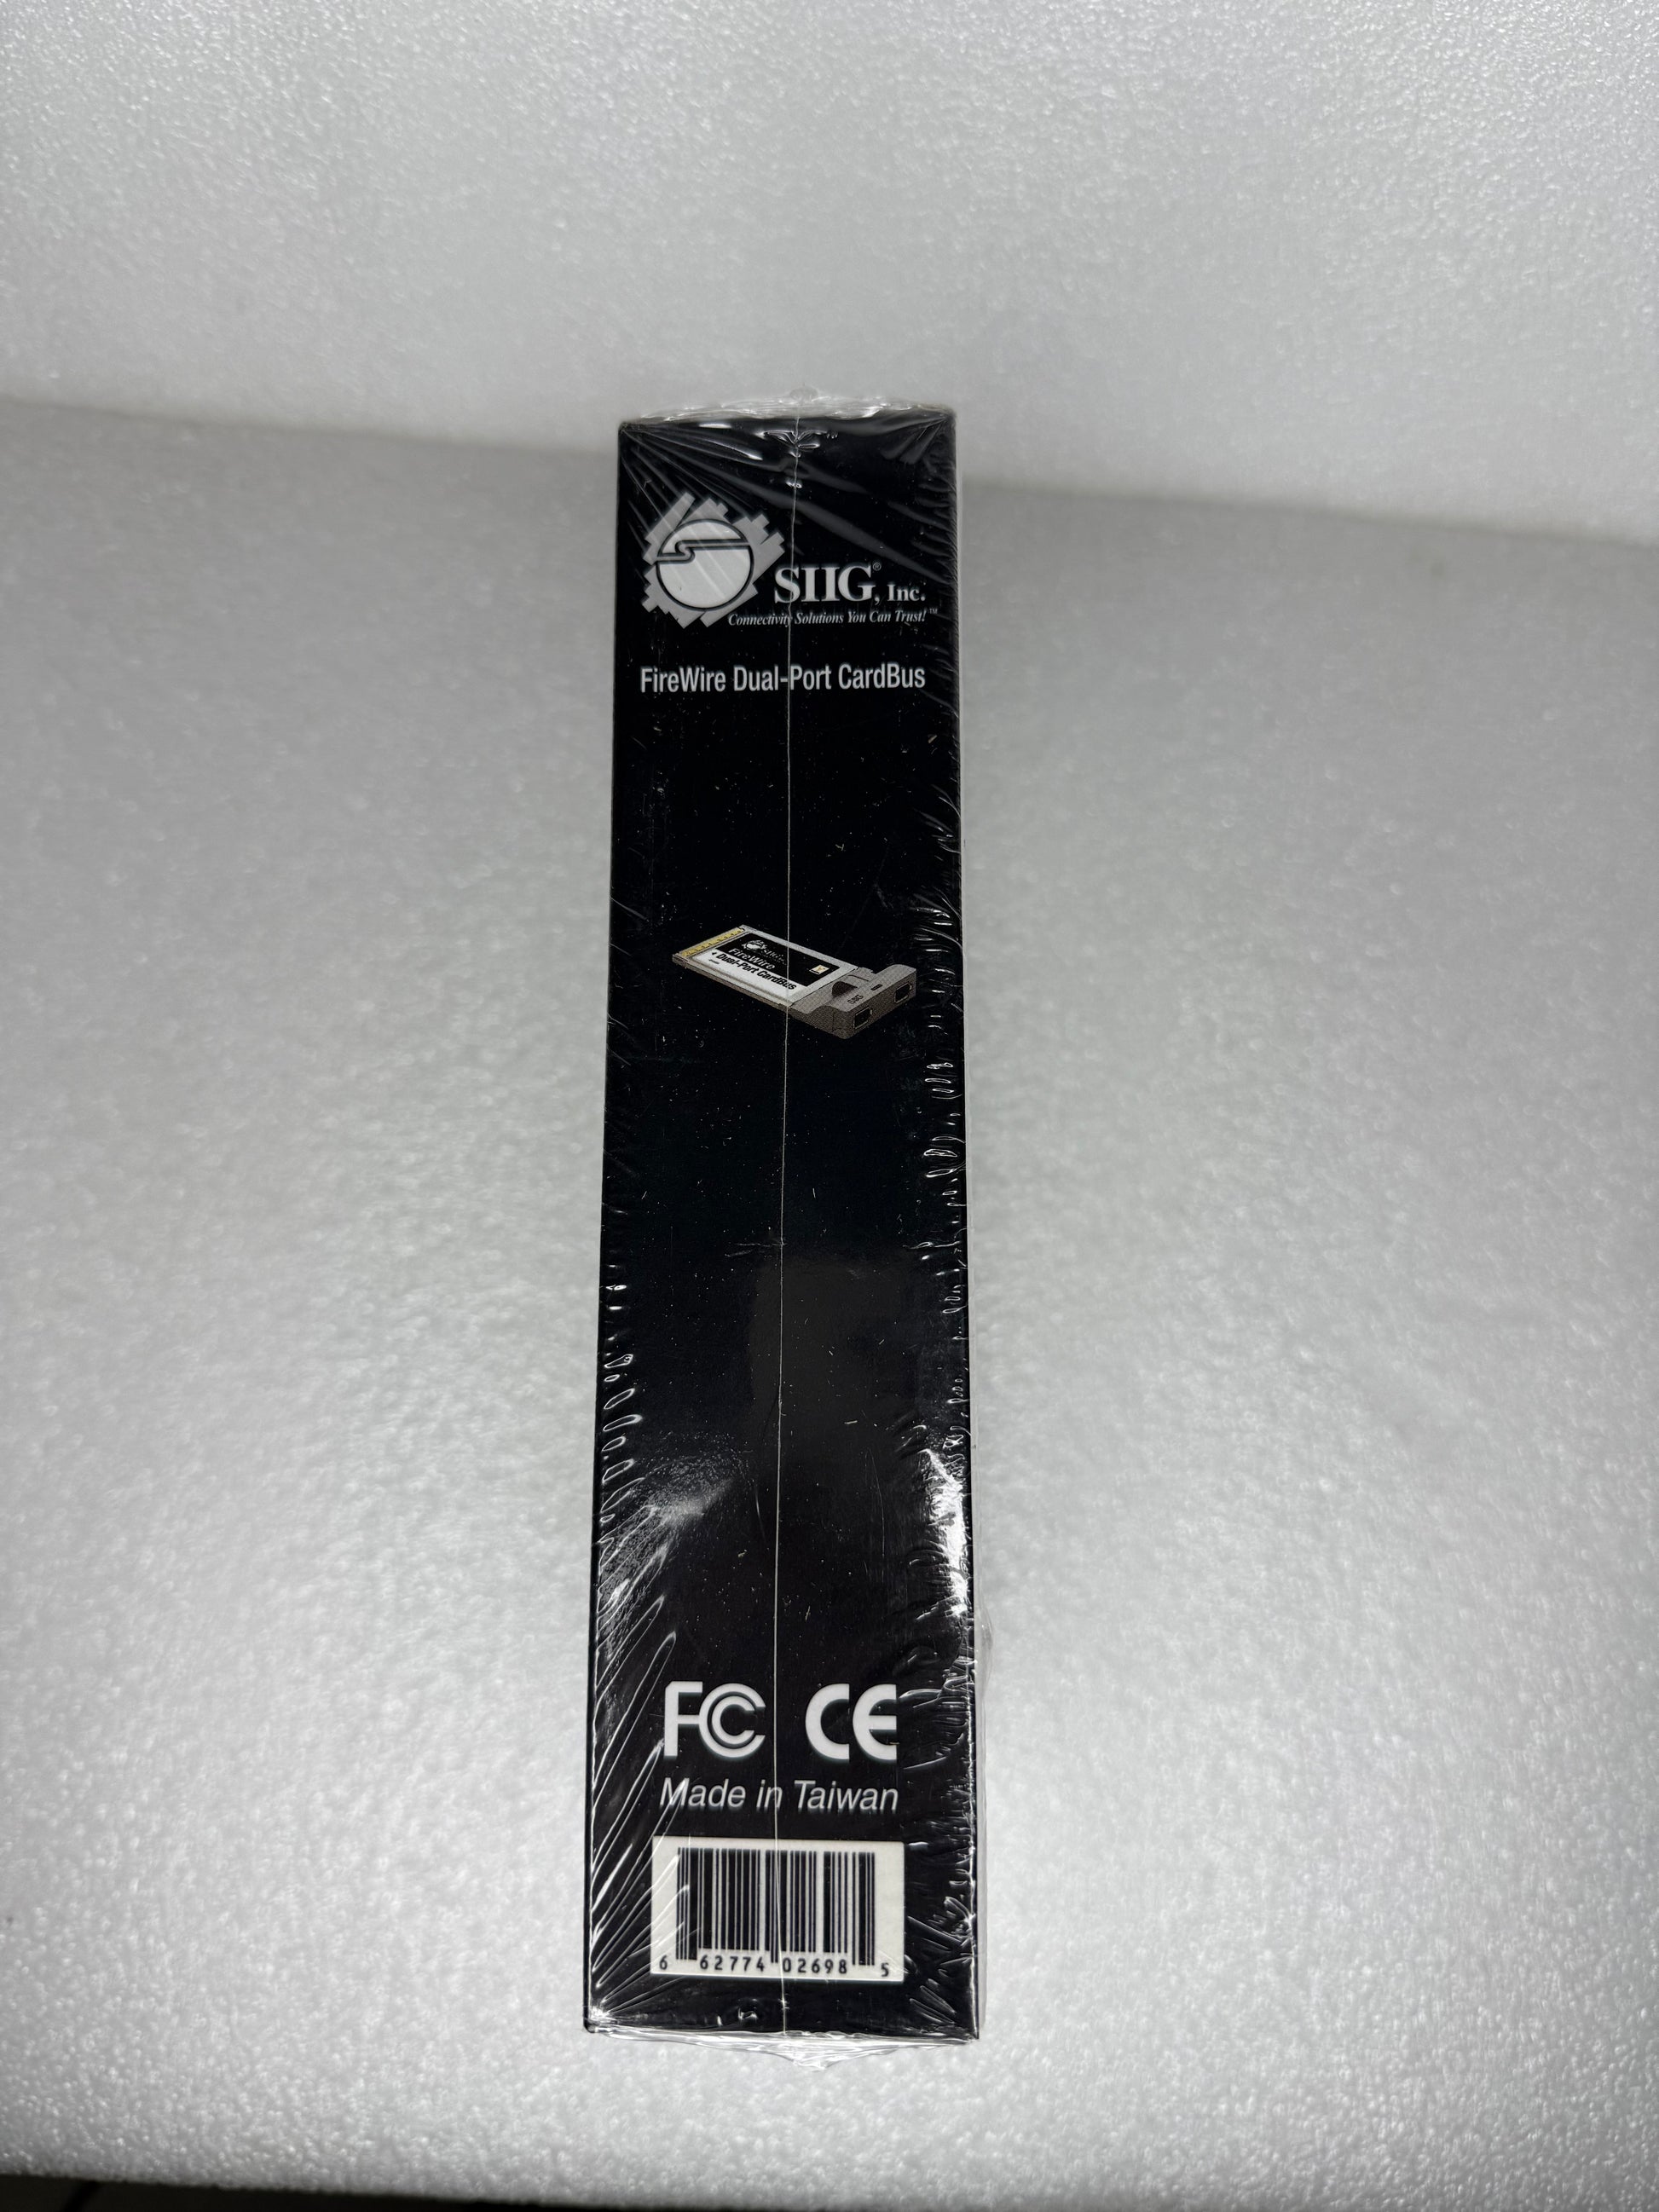 SIIG®, Inc.
Connectivity Solutions You Can Trust!™
FireWire Dual-Port CardBus
SIIG
FireWire
Dual-Port CardBus
FC CE
Made in Taiwan
6 62774 02698 5